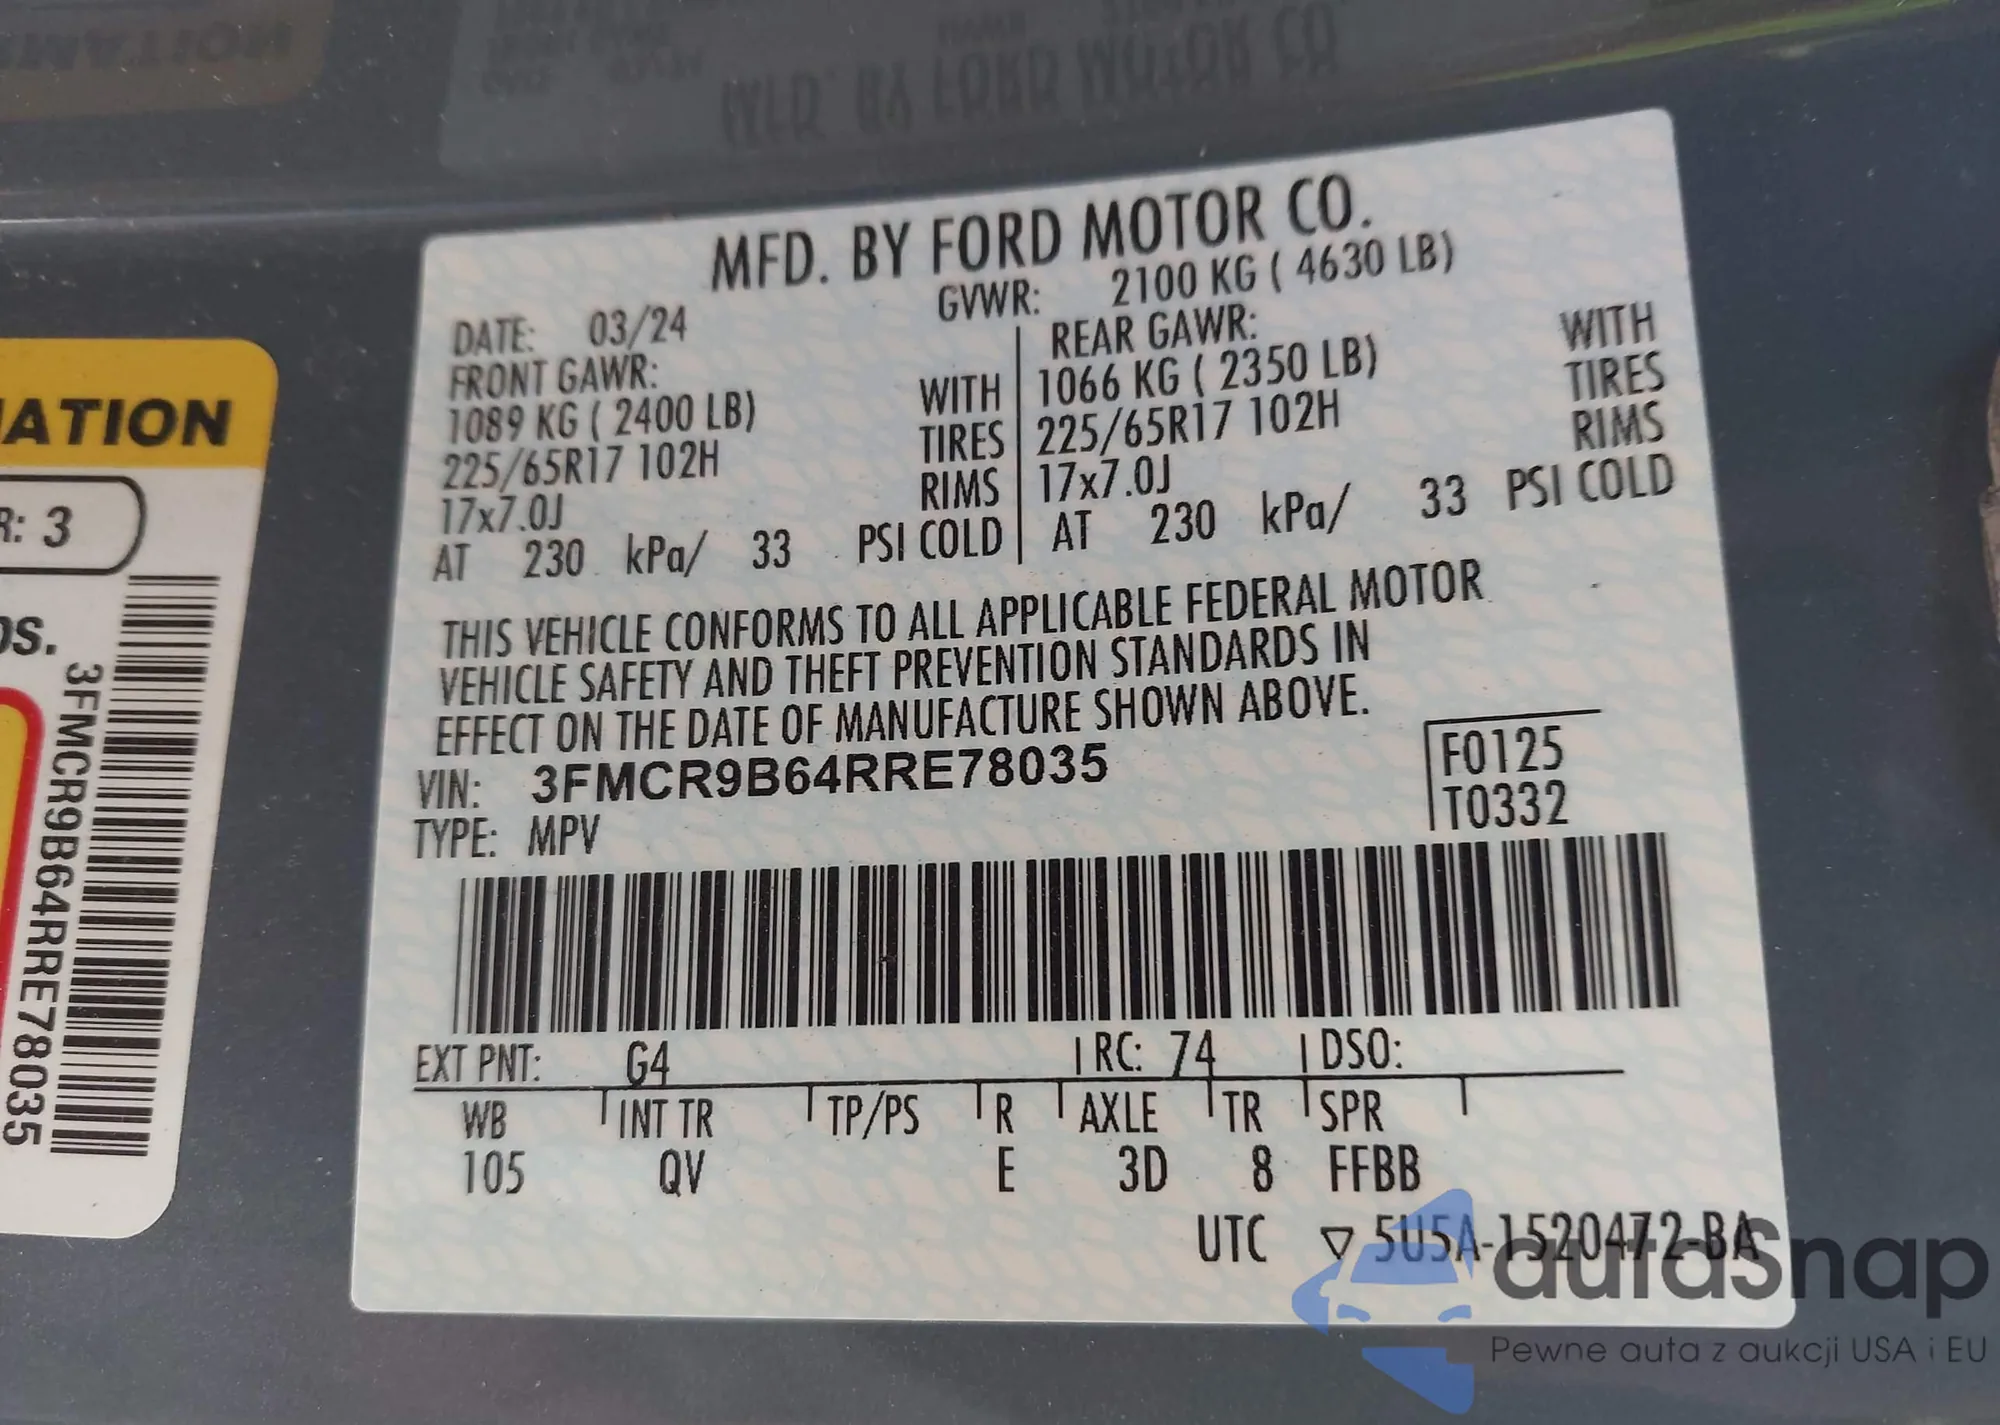 MFD. BY FORD MOTOR CO.
DATE: 03/24 GVWR: 2100 KG ( 4630 LB)
FRONT GAWR: REAR GAWR:
1089 KG ( 2400 LB) WITH 1066 KG ( 2350 LB) WITH
225/65R17 102H TIRES 225/65R17 102H TIRES
17x7.0J RIMS 17x7.0J RIMS
AT 230 kPa/ 33 PSI COLD AT 230 kPa/ 33 PSI COLD
THIS VEHICLE CONFORMS TO ALL APPLICABLE FEDERAL MOTOR
VEHICLE SAFETY AND THEFT PREVENTION STANDARDS IN
EFFECT ON THE DATE OF MANUFACTURE SHOWN ABOVE.
VIN: 3FMCR9B64RRE78035 F0125
TYPE: MPV T0332
EXT PNT: G4 RC: 74 DSO:
WB INT TR TP/PS R AXLE TR SPR
105 QV E 3D 8 FFBB
UTC ▽ 5U5A-1520472-BA
R: 3
3FMCR9B64RRE78035
autoSnap
Pewne auta z aukcji USA i EU